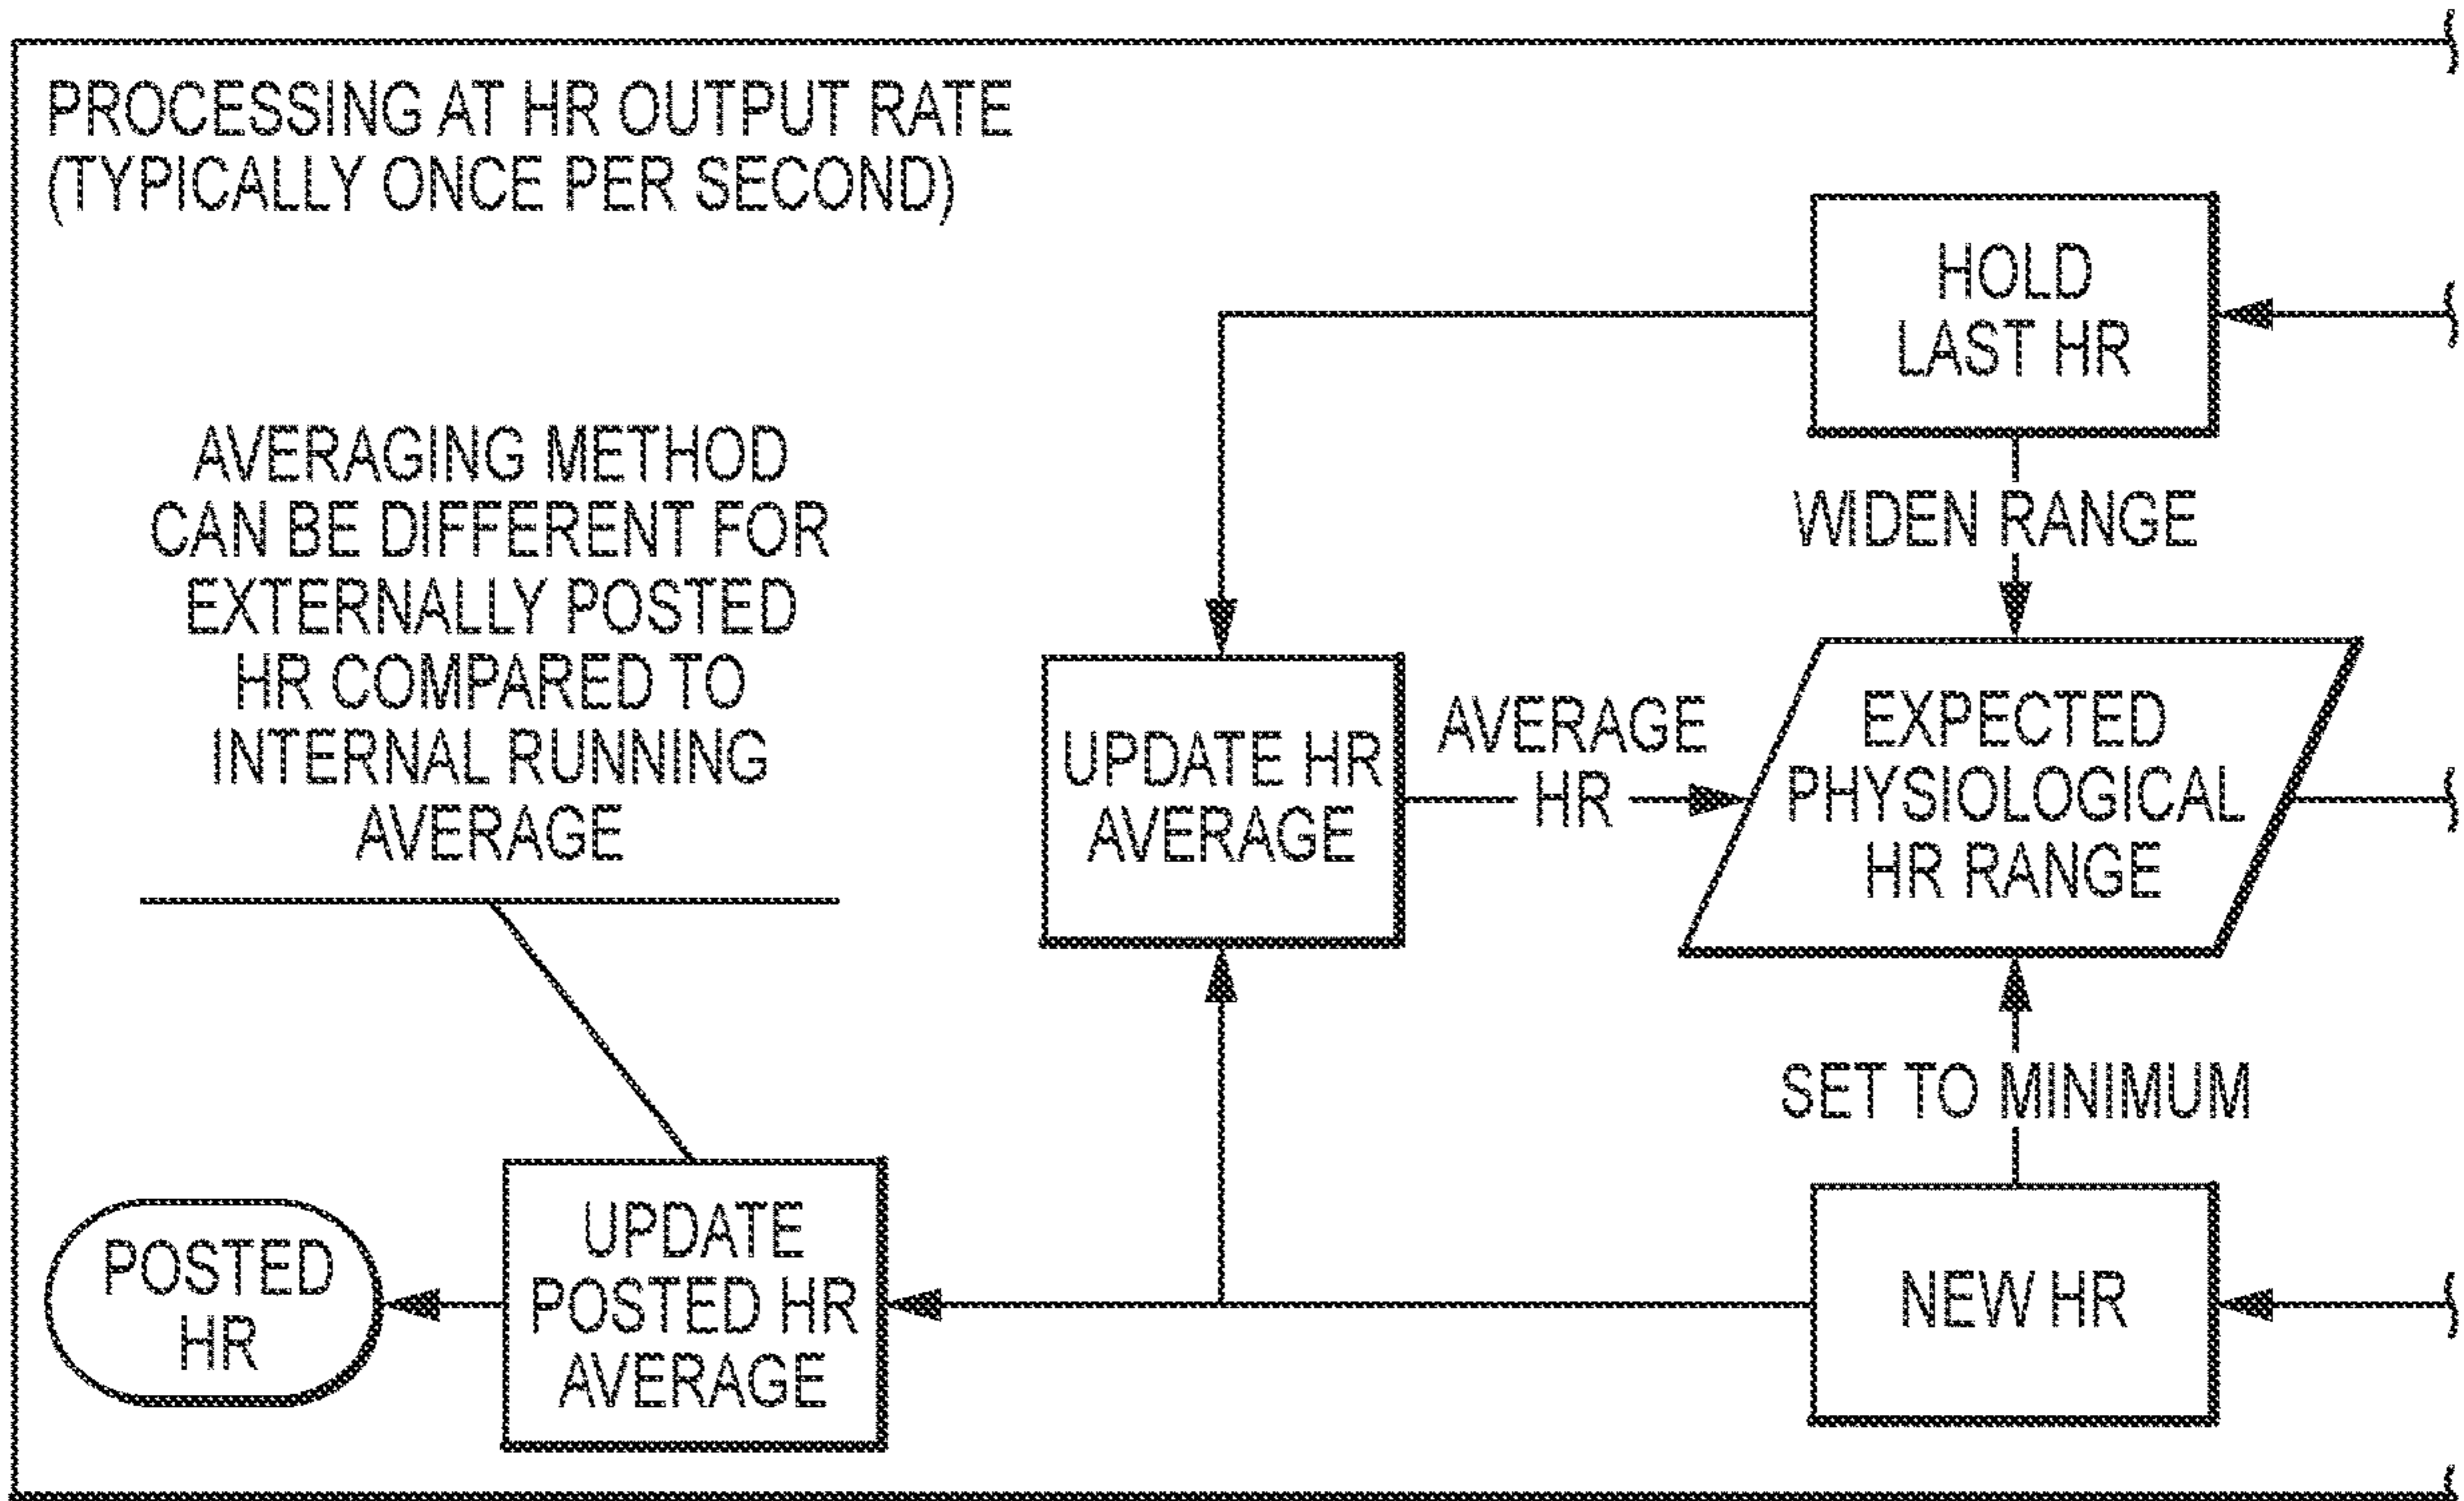 PROCESSING AT HR OUTPUT RATE
(TYPICALLY ONCE PER SECOND)
HOLD
LAST HR
AVERAGING METHOD
CAN BE DIFFERENT FOR
EXTERNALLY POSTED
HR COMPARED TO
INTERNAL RUNNING
AVERAGE
WIDEN RANGE
UPDATE HR
AVERAGE
AVERAGE
HR
EXPECTED
PHYSIOLOGICAL
HR RANGE
SET TO MINIMUM
POSTED
HR
UPDATE
POSTED HR
AVERAGE
NEW HR